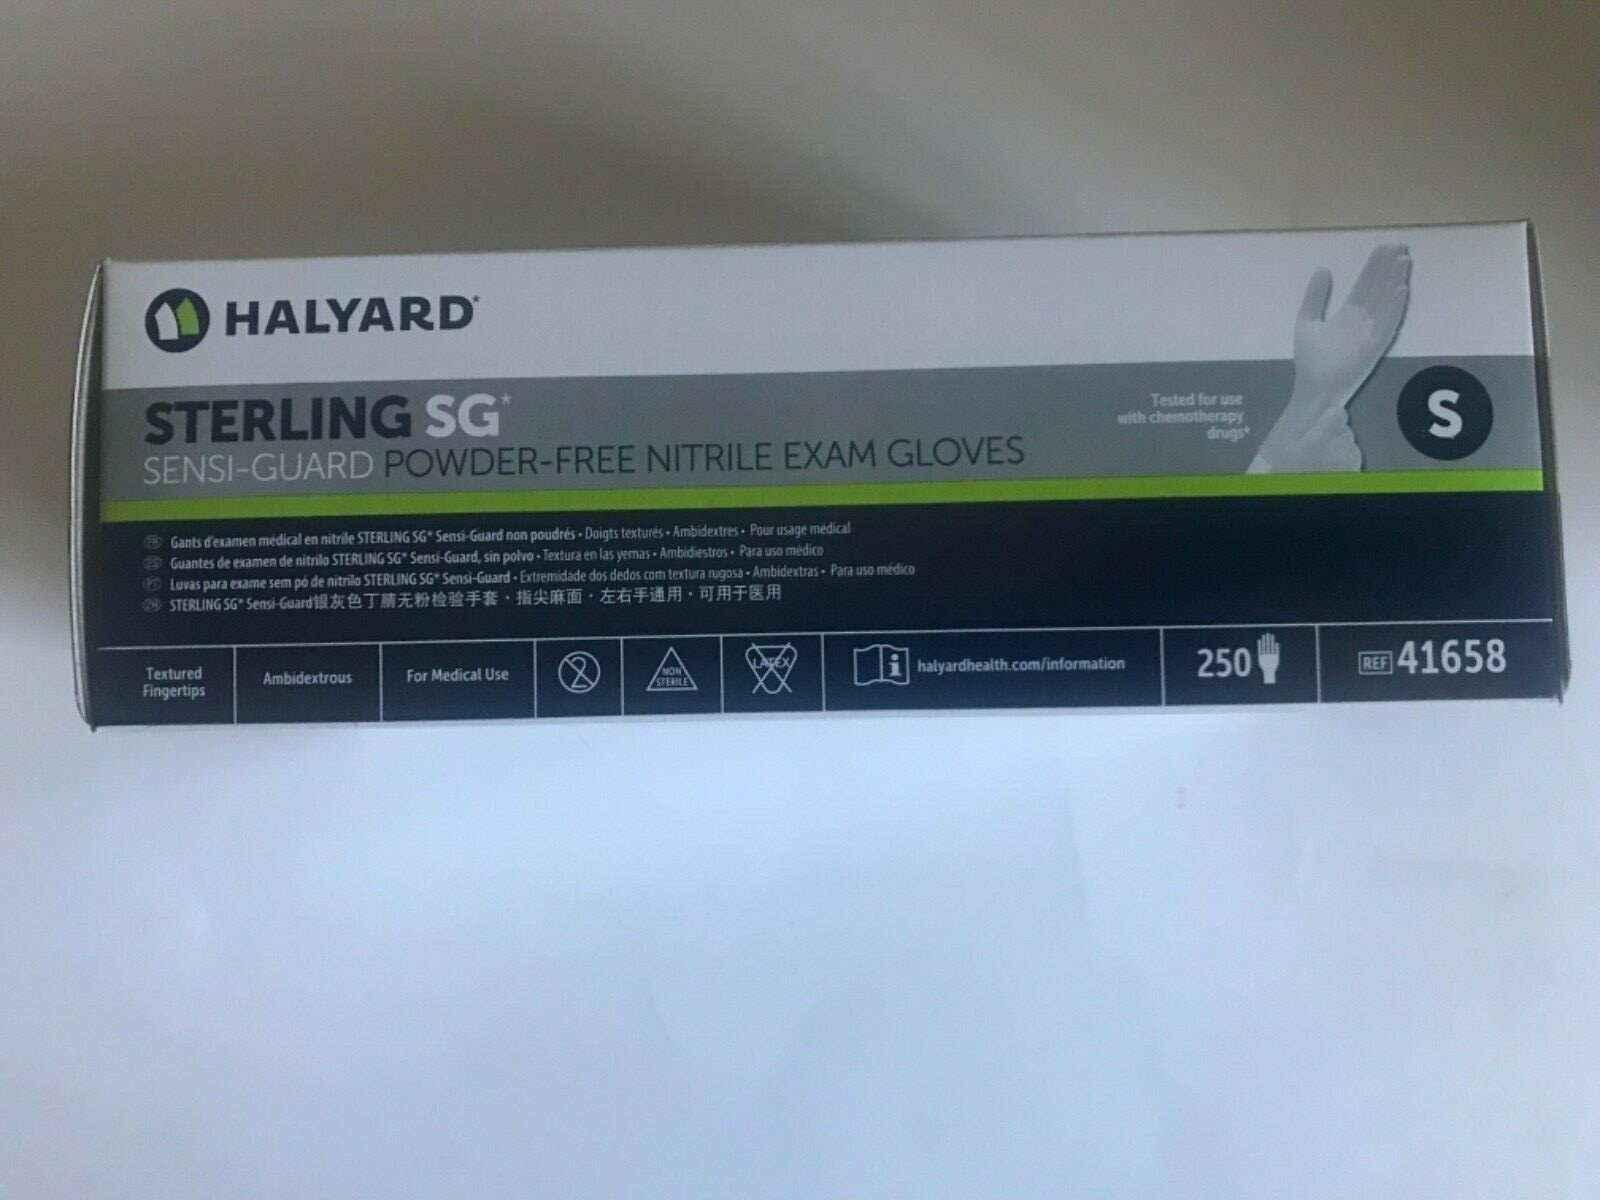 HALYARD*
STERLING SG*
SENSI-GUARD POWDER-FREE NITRILE EXAM GLOVES
Tested for use
with chemotherapy
drugs*
S
FR Gants d'examen médical en nitrile STERLING SG* Sensi-Guard non poudrés • Doigts texturés • Ambidextres • Pour usage médical
ES Guantes de examen de nitrilo STERLING SG* Sensi-Guard, sin polvo • Textura en las yemas • Ambidiestros • Para uso médico
PT Luvas para exame sem pó de nitrilo STERLING SG* Sensi-Guard • Extremidade dos dedos com textura rugosa • Ambidextras • Para uso médico
ZH STERLING SG* Sensi-Guard银灰色丁腈无粉检验手套 · 指尖麻面 · 左右手通用 · 可用于医用
Textured
Fingertips
Ambidextrous
For Medical Use
2
NON
STERILE
LATEX
i halyardhealth.com/information
250
REF 41658